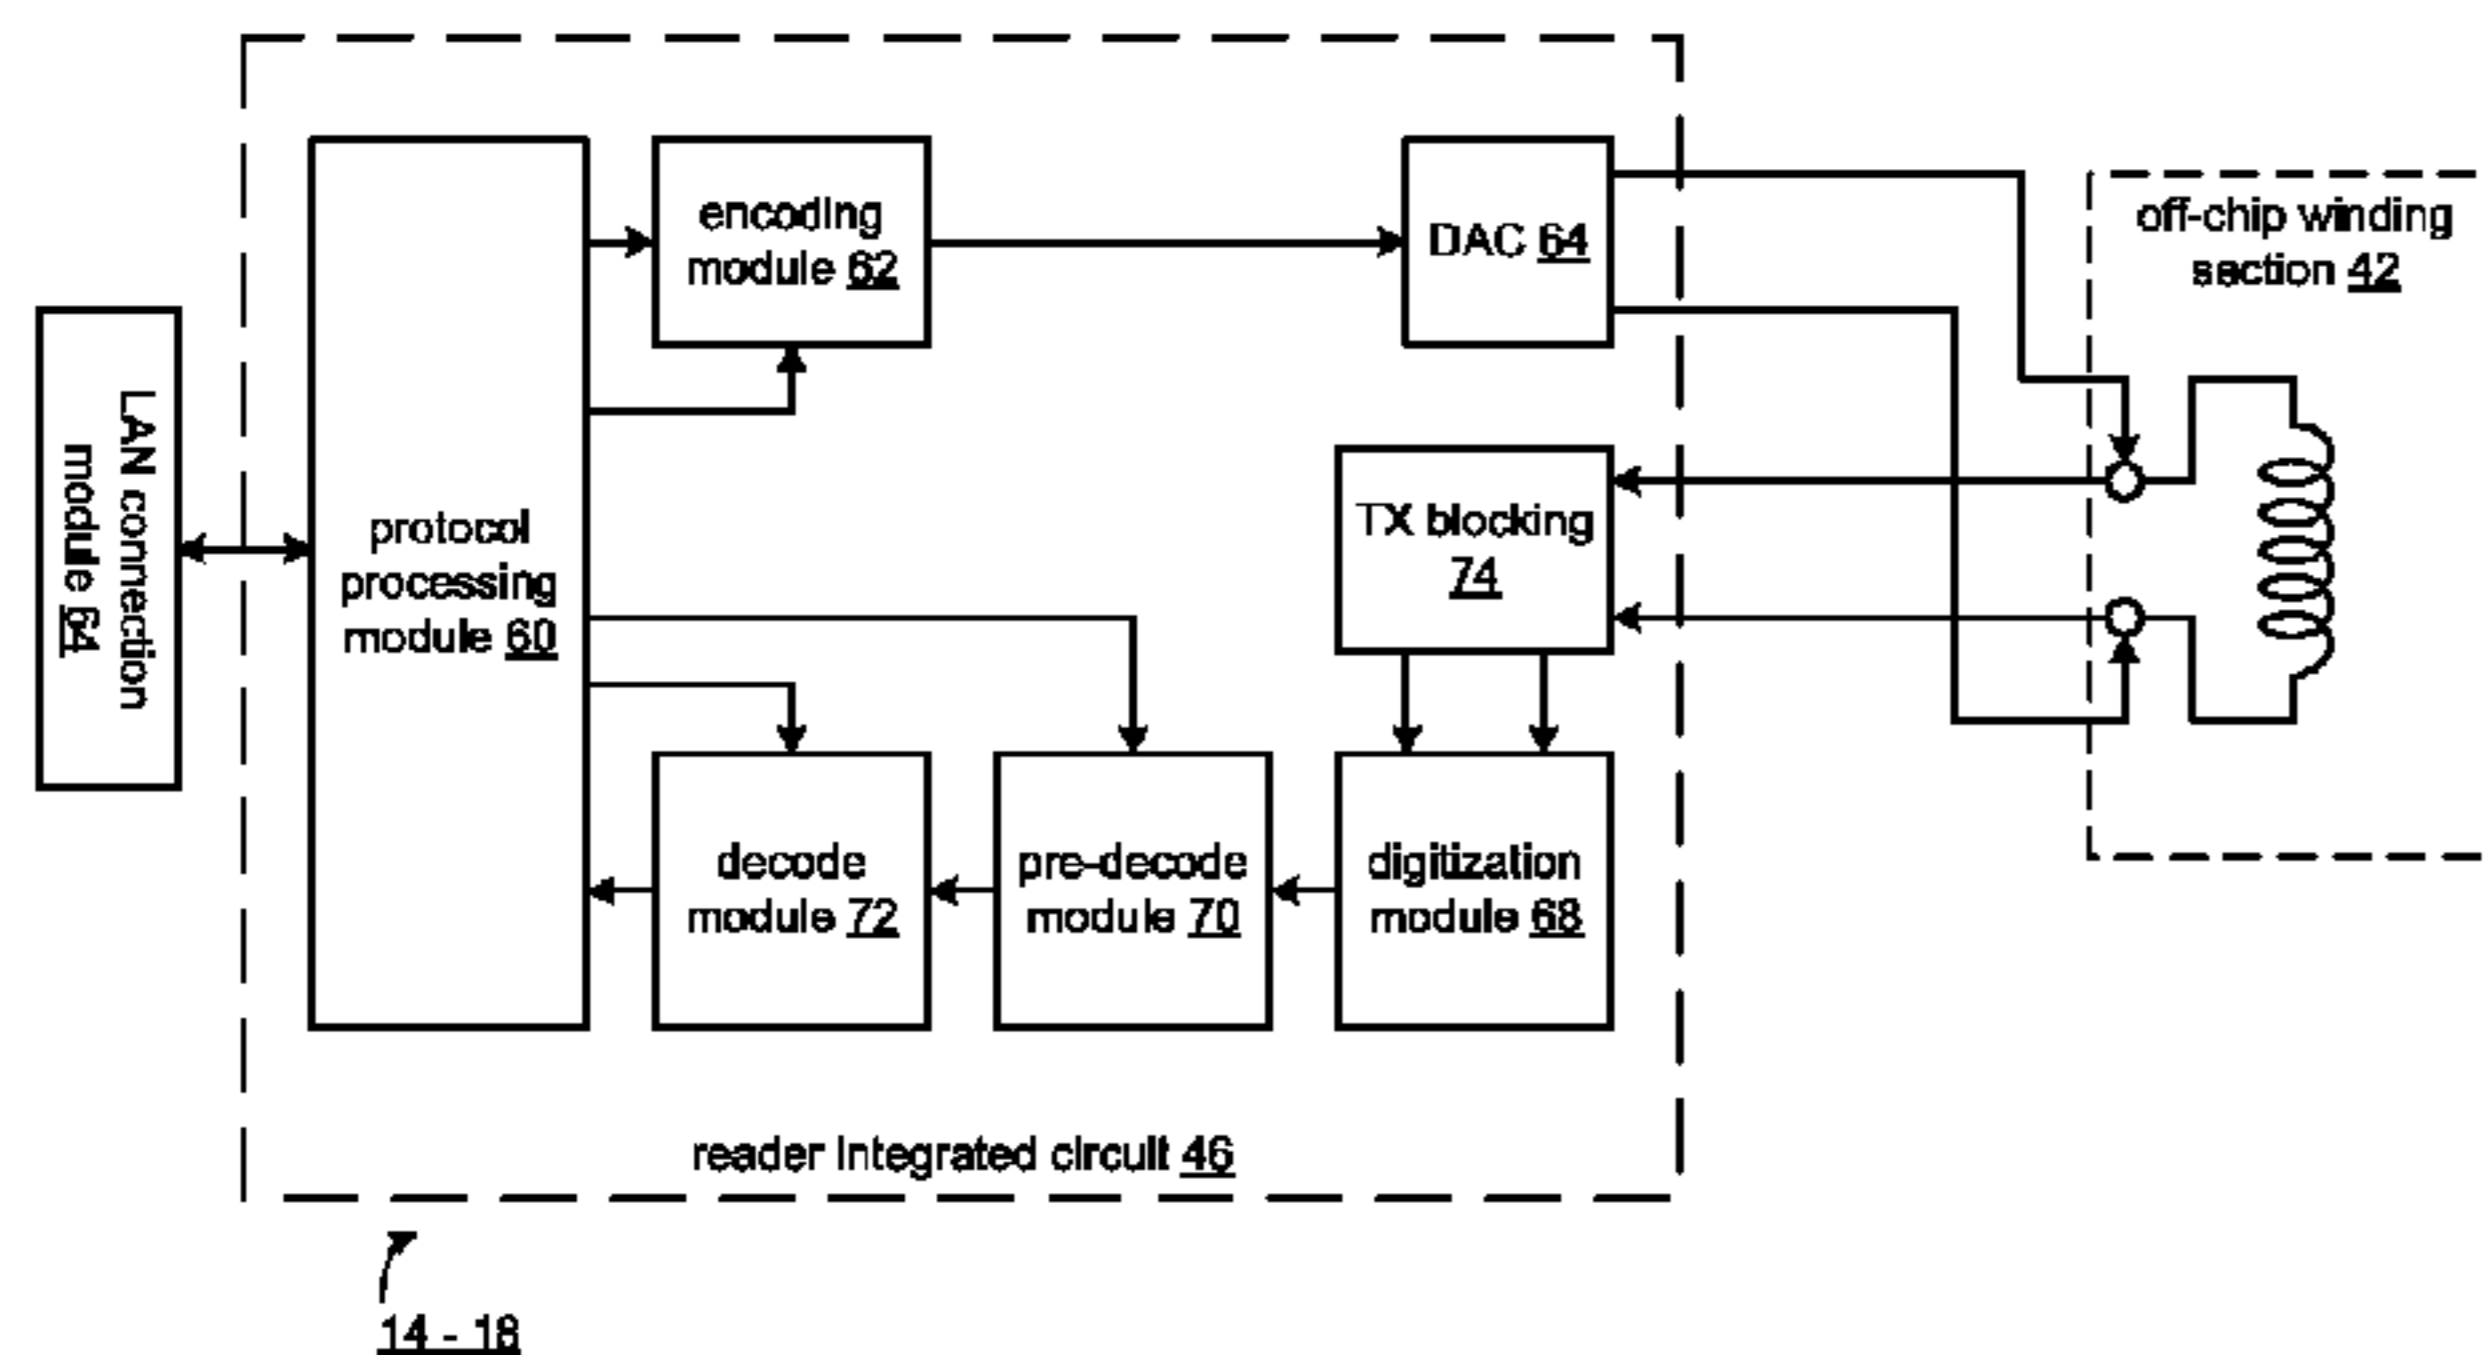 encoding
module 62
DAC 64
off-chip winding
section 42
LAN connection
module 64
protocol
processing
module 60
TX blocking
74
decode
module 72
pre-decode
module 70
digitization
module 68
reader integrated circuit 46
14 - 18